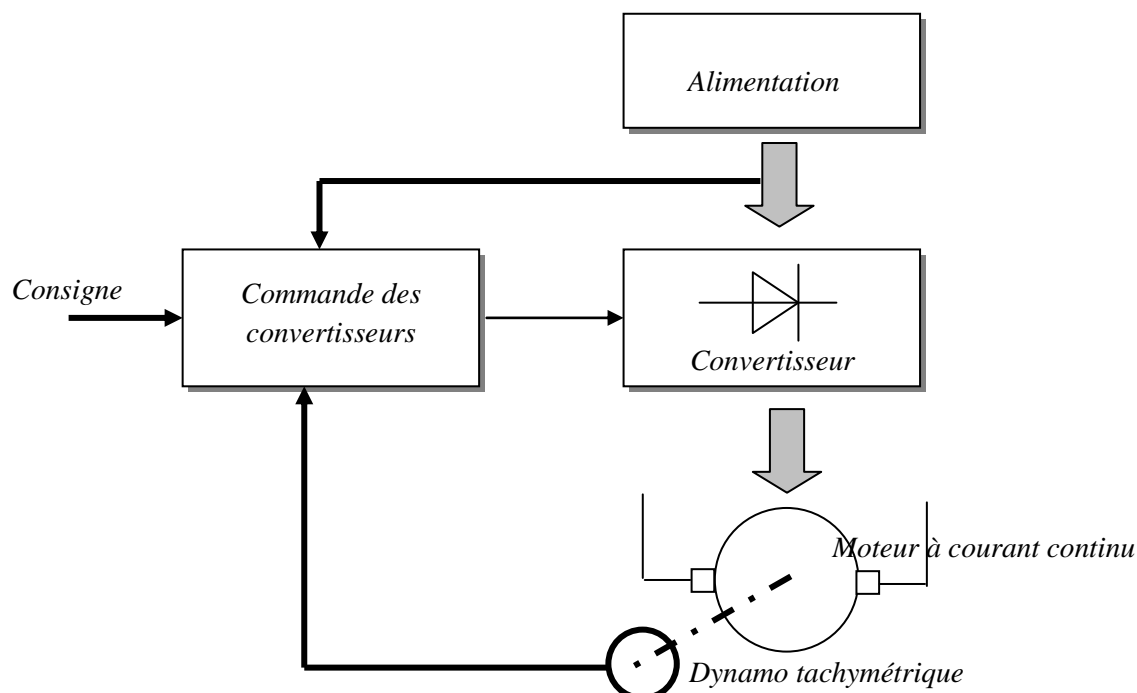 Alimentation
Consigne
Commande des
convertisseurs
Convertisseur
Moteur à courant continu
Dynamo tachymétrique